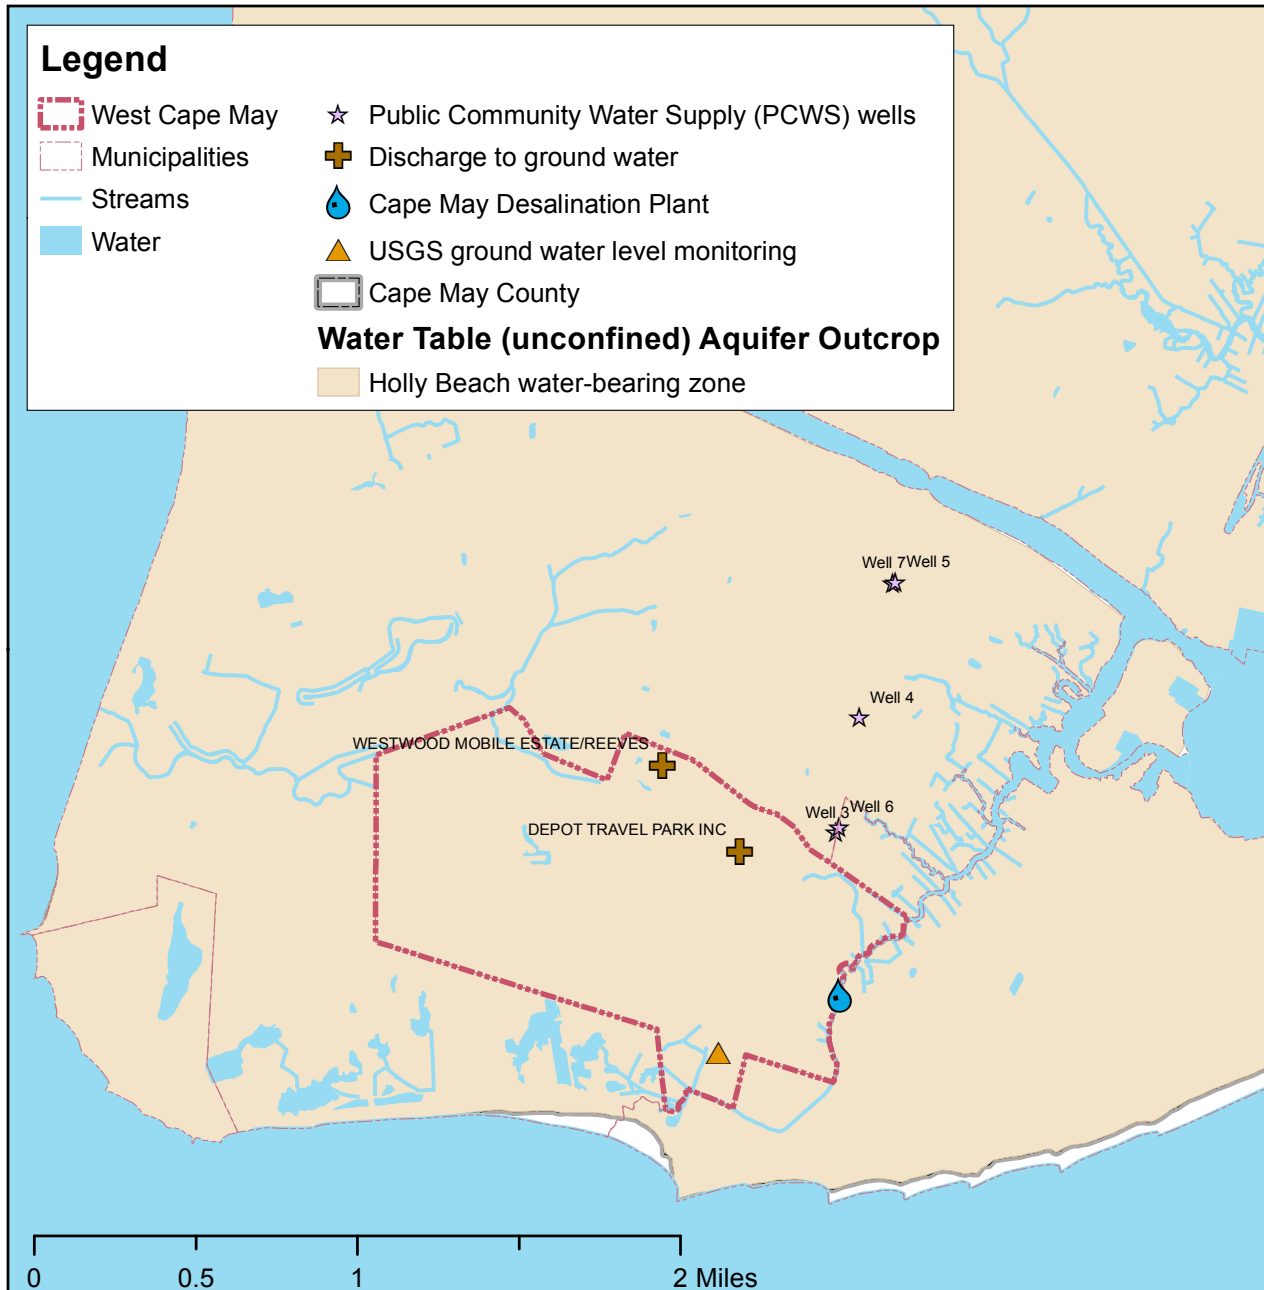 Legend
West Cape May
Municipalities
Streams
Water
Public Community Water Supply (PCWS) wells
Discharge to ground water
Cape May Desalination Plant
USGS ground water level monitoring
Cape May County
Water Table (unconfined) Aquifer Outcrop
Holly Beach water-bearing zone
Well 7 Well 5
Well 4
WESTWOOD MOBILE ESTATE/REEVES
Well 3 Well 6
DEPOT TRAVEL PARK INC
0 0.5 1 2 Miles